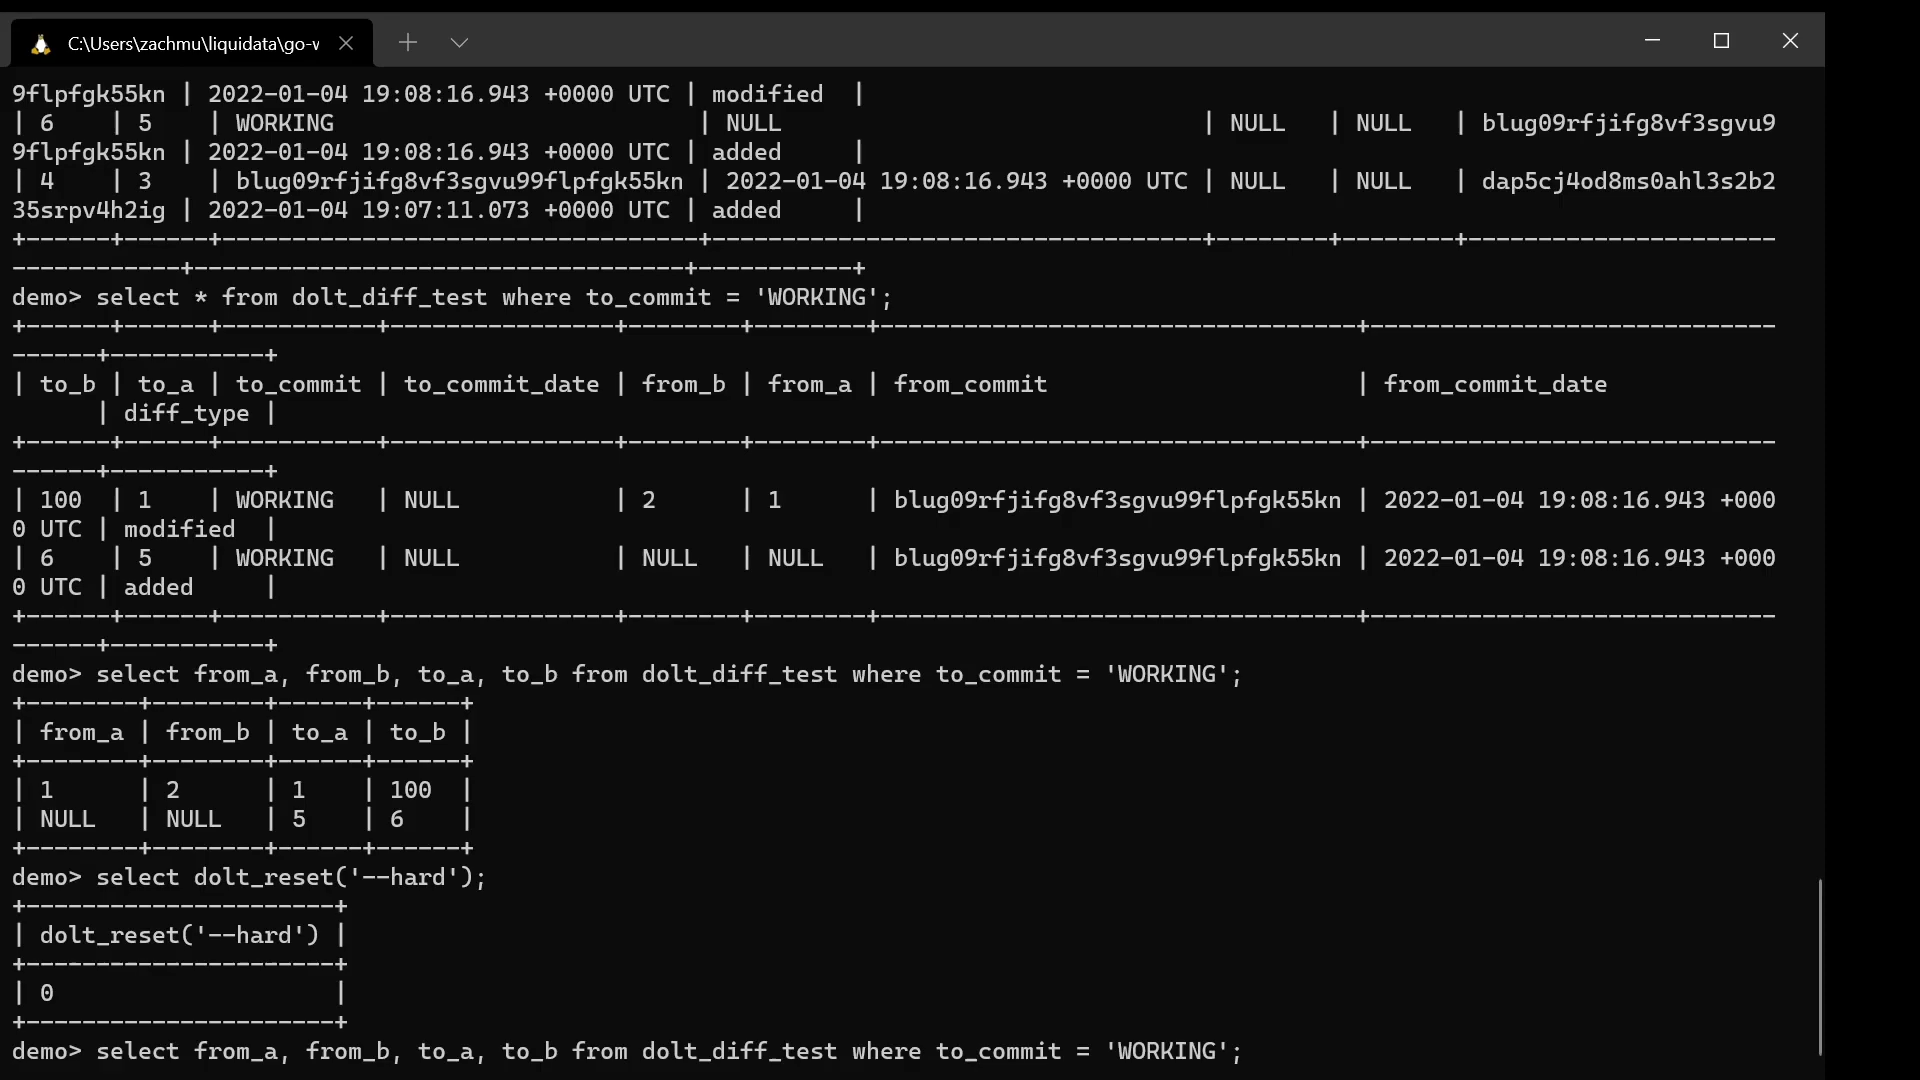 C:\Users\zachmu\liquidata\go-v
9flpfgk55kn | 2022-01-04 19:08:16.943 +0000 UTC | modified  |
| 6    | 5    | WORKING                          | NULL                              | NULL   | NULL   | blug09rfjifg8vf3sgvu9
9flpfgk55kn | 2022-01-04 19:08:16.943 +0000 UTC | added     |
| 4    | 3    | blug09rfjifg8vf3sgvu99flpfgk55kn | 2022-01-04 19:08:16.943 +0000 UTC | NULL   | NULL   | dap5cj4od8ms0ahl3s2b2
35srpv4h2ig | 2022-01-04 19:07:11.073 +0000 UTC | added     |
+------+------+----------------------------------+-----------------------------------+--------+--------+----------------------
------------+-----------------------------------+-----------+
demo> select * from dolt_diff_test where to_commit = 'WORKING';
+------+------+-----------+----------------+--------+--------+----------------------------------+-----------------------------
------+-----------+
| to_b | to_a | to_commit | to_commit_date | from_b | from_a | from_commit                      | from_commit_date
      | diff_type |
+------+------+-----------+----------------+--------+--------+----------------------------------+-----------------------------
------+-----------+
| 100  | 1    | WORKING   | NULL           | 2      | 1      | blug09rfjifg8vf3sgvu99flpfgk55kn | 2022-01-04 19:08:16.943 +000
0 UTC | modified  |
| 6    | 5    | WORKING   | NULL           | NULL   | NULL   | blug09rfjifg8vf3sgvu99flpfgk55kn | 2022-01-04 19:08:16.943 +000
0 UTC | added     |
+------+------+-----------+----------------+--------+--------+----------------------------------+-----------------------------
------+-----------+
demo> select from_a, from_b, to_a, to_b from dolt_diff_test where to_commit = 'WORKING';
+--------+--------+------+------+
| from_a | from_b | to_a | to_b |
+--------+--------+------+------+
| 1      | 2      | 1    | 100  |
| NULL   | NULL   | 5    | 6    |
+--------+--------+------+------+
demo> select dolt_reset('--hard');
+----------------------+
| dolt_reset('--hard') |
+----------------------+
| 0                    |
+----------------------+
demo> select from_a, from_b, to_a, to_b from dolt_diff_test where to_commit = 'WORKING';